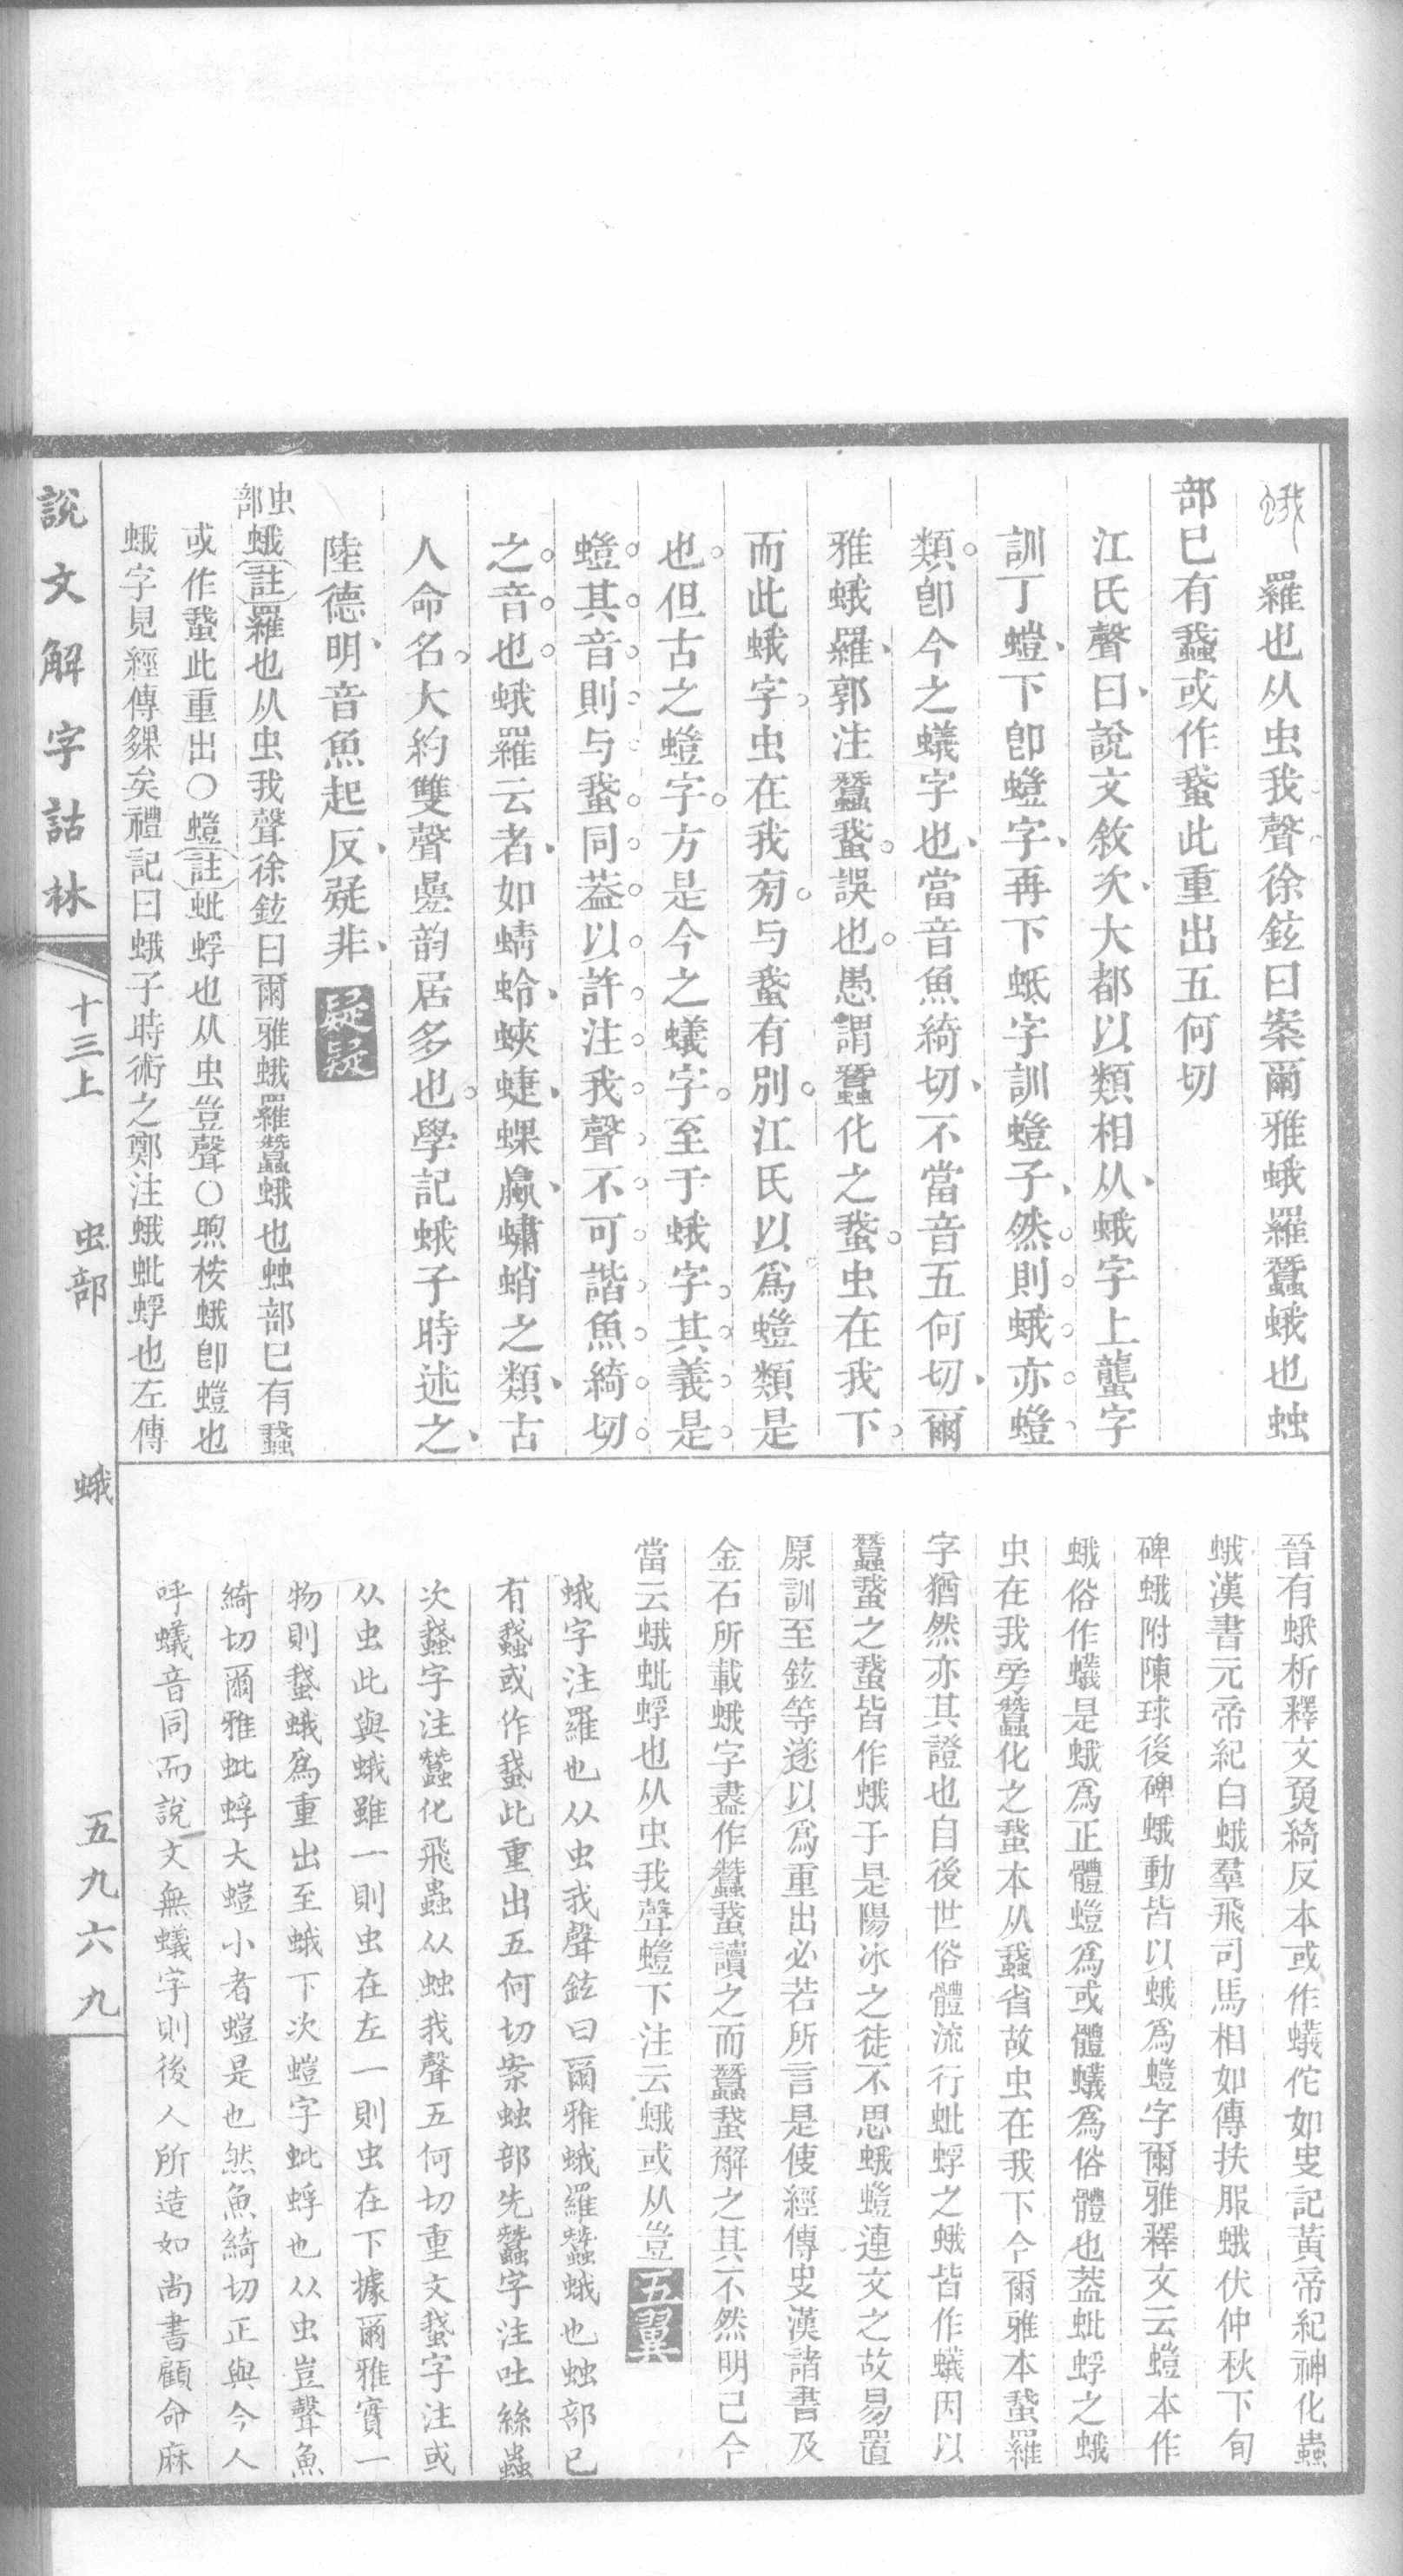 蛾羅也从虫我聲徐鉉曰案爾雅蛾羅蠶蛾也䖵
部已有䖸或作䖸此重出五何切
江氏聲曰說文敘次大都以類相从蛾字上蠪字
訓丁螘下卽螘字再下蚳字訓螘子然則蛾亦螘
類卽今之蟻字也當音魚綺切不當音五何切爾
雅蛾羅郭注蠶䖸誤也愚謂蠶化之䖸虫在我下
而此蛾字虫在我旁与䖸有別江氏以爲螘類是
也但古之螘字方是今之蟻字至于蛾字其義是
螘其音則与䖸同葢以許注我聲不可諧魚綺切
之音也蛾羅云者如蜻蛉蛺蜨蜾蠃蠨蛸之類古
人命名大約雙聲疊韵居多也學記蛾子時述之
陸德明音魚起反疑非疑疑
虫部蛾註羅也从虫我聲徐鉉曰爾雅蛾羅蠶蛾也䖵部已有䖸
或作䖸此重出〇螘註蚍蜉也从虫豈聲〇煦桉蛾卽螘也
蛾字見經傳夥矣禮記曰蛾子時術之鄭注蛾蚍蜉也左傳
晉有蛾析釋文魚綺反本或作蟻佗如史記黃帝紀神化蟲
蛾漢書元帝紀白蛾羣飛司馬相如傳扶服蛾伏仲秋下旬
碑蛾附陳球後碑蛾動皆以蛾爲螘字爾雅釋文云螘本作
蛾俗作蟻是蛾爲正體螘爲或體蟻爲俗體也葢蚍蜉之蛾
虫在我旁蠶化之䖸本从䖸省故虫在我下今爾雅本䖸羅
字猶然亦其證也自後世俗體流行蚍蜉之蛾皆作蟻因以
蠶䖸之䖸皆作蛾于是陽冰之徒不思蛾螘連文之故易置
原訓至鉉等遂以爲重出必若所言是使經傳史漢諸書及
金石所載蛾字盡作蠶䖸讀之而蠶䖸解之其不然明已今
當云蛾蚍蜉也从虫我聲螘下注云蛾或从豈五翼
蛾字注羅也从虫我聲鉉曰爾雅蛾羅蠶蛾也䖵部已
有䖸或作䖸此重出五何切案䖵部先蠶字注吐絲蟲
次䖸字注蠶化飛蟲从䖵我聲五何切重文䖸字注或
从虫此與蛾雖一則虫在左一則虫在下據爾雅實一
物則䖸蛾爲重出至蛾下次螘字蚍蜉也从虫豈聲魚
綺切爾雅蚍蜉大螘小者螘是也然魚綺切正與今人
呼蟻音同而說文無蟻字則後人所造如尚書顧命麻
說文解字詁林
十三上
虫部
蛾
五九六九